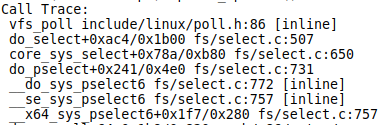 Call Trace:
vfs_poll include/linux/poll.h:86 [inline]
do_select+0xac4/0x1b00 fs/select.c:507
core_sys_select+0x78a/0xb80 fs/select.c:650
do_pselect+0x241/0x4e0 fs/select.c:731
__do_sys_pselect6 fs/select.c:772 [inline]
__se_sys_pselect6 fs/select.c:757 [inline]
__x64_sys_pselect6+0x1f7/0x280 fs/select.c:757